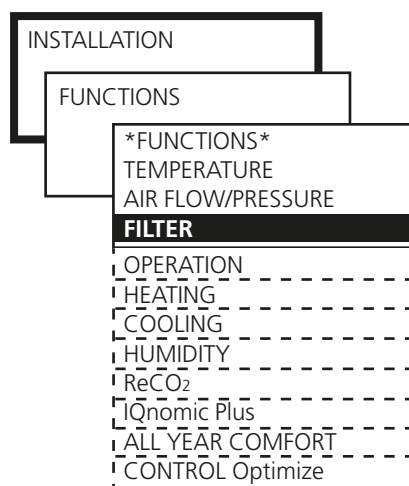 INSTALLATION
FUNCTIONS
*FUNCTIONS*
TEMPERATURE
AIR FLOW/PRESSURE
FILTER
OPERATION
HEATING
COOLING
HUMIDITY
ReCO2
IQnomic Plus
ALL YEAR COMFORT
CONTROL Optimize